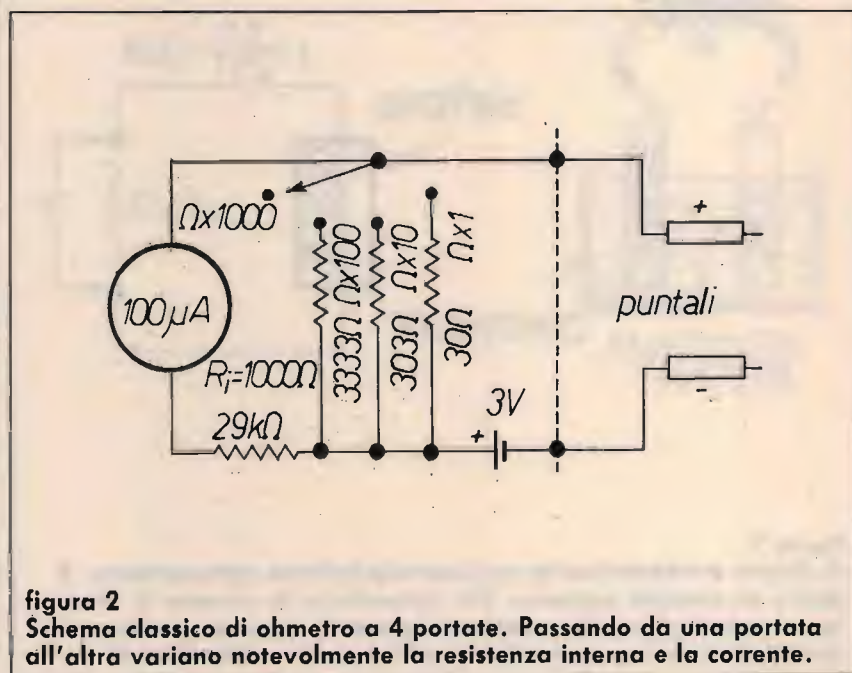 Ωx1000
100µA
Ri=1000Ω
29kΩ
3333Ω Ωx100
303Ω Ωx10
30Ω Ωx1
3V
+
+
-
puntali
figura 2
Schema classico di ohmetro a 4 portate. Passando da una portata
all'altra variano notevolmente la resistenza interna e la corrente.